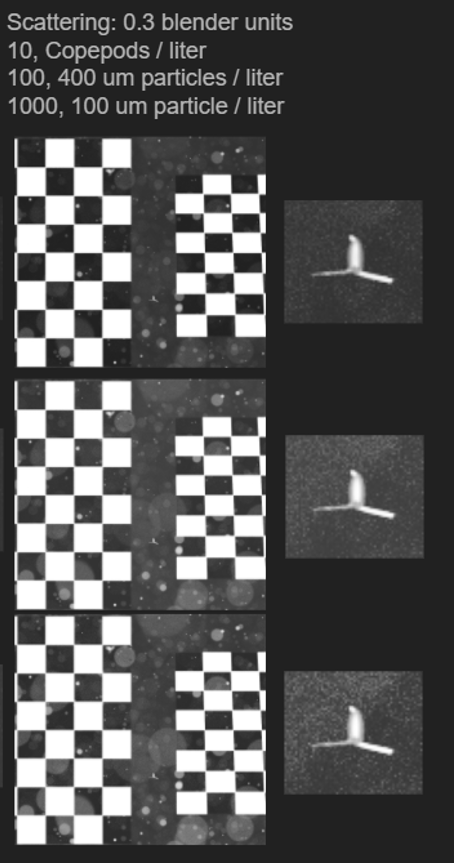 Scattering: 0.3 blender units
10, Copepods / liter
100, 400 um particles / liter
1000, 100 um particle / liter